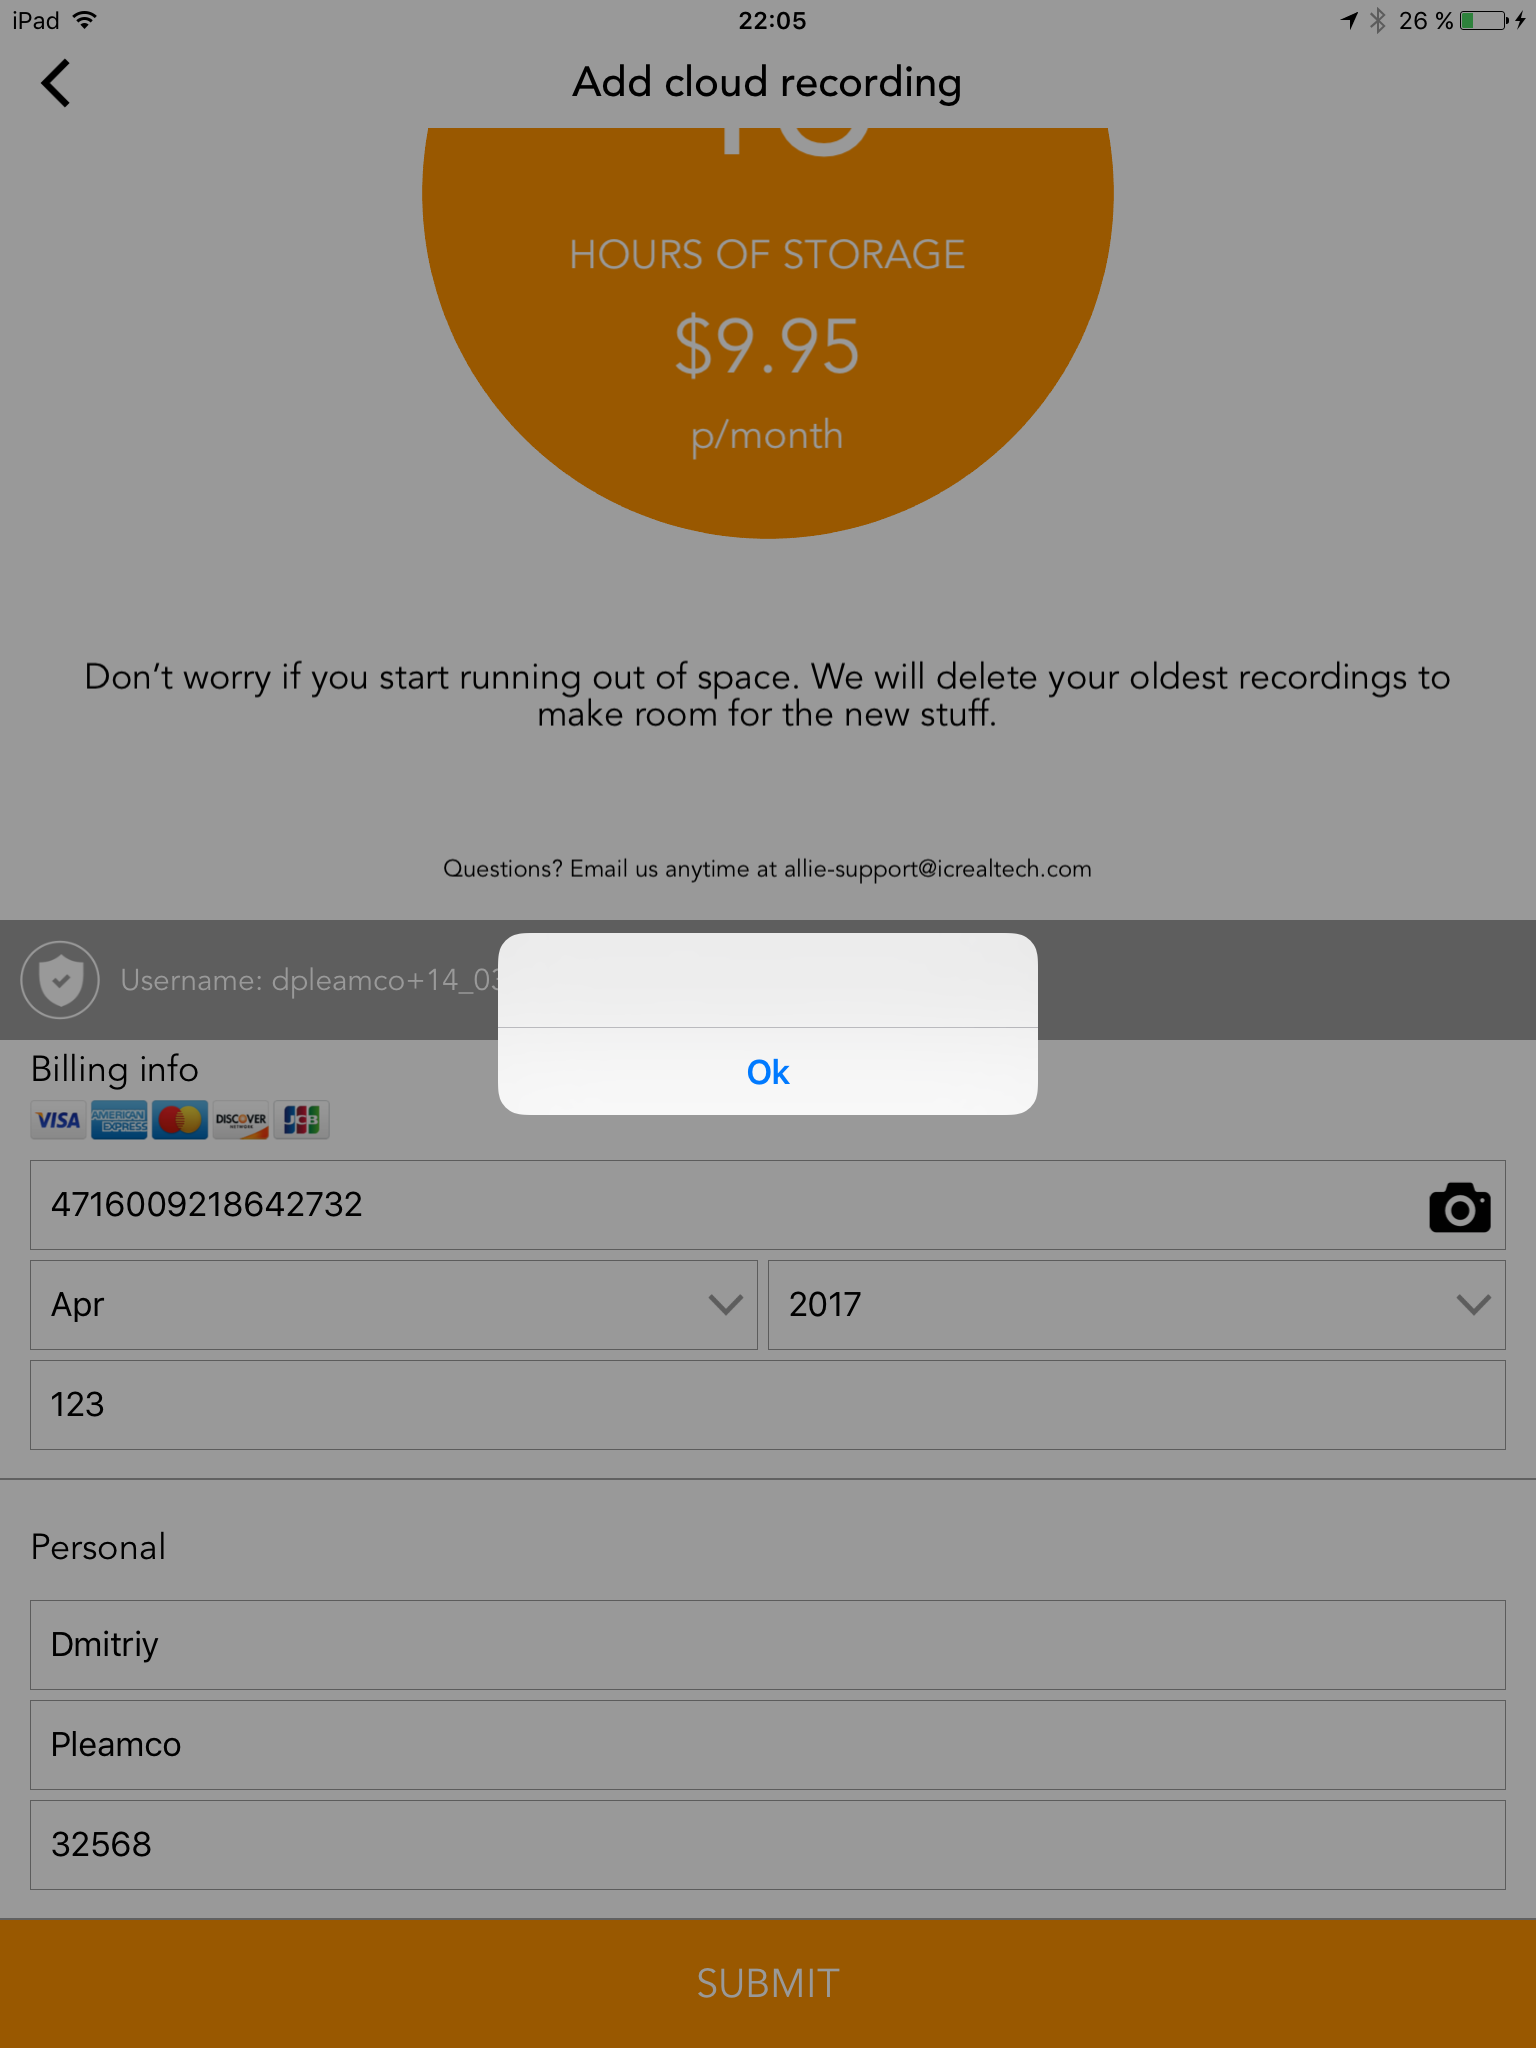 iPad 22:05 26 %
Add cloud recording
HOURS OF STORAGE
$9.95
p/month
Don’t worry if you start running out of space. We will delete your oldest recordings to
make room for the new stuff.
Questions? Email us anytime at allie-support@icrealtech.com
Username: dpleamco+14_03
Ok
Billing info
VISA AMERICAN EXPRESS DISCOVER NETWORK JCB
4716009218642732
Apr 2017
123
Personal
Dmitriy
Pleamco
32568
SUBMIT